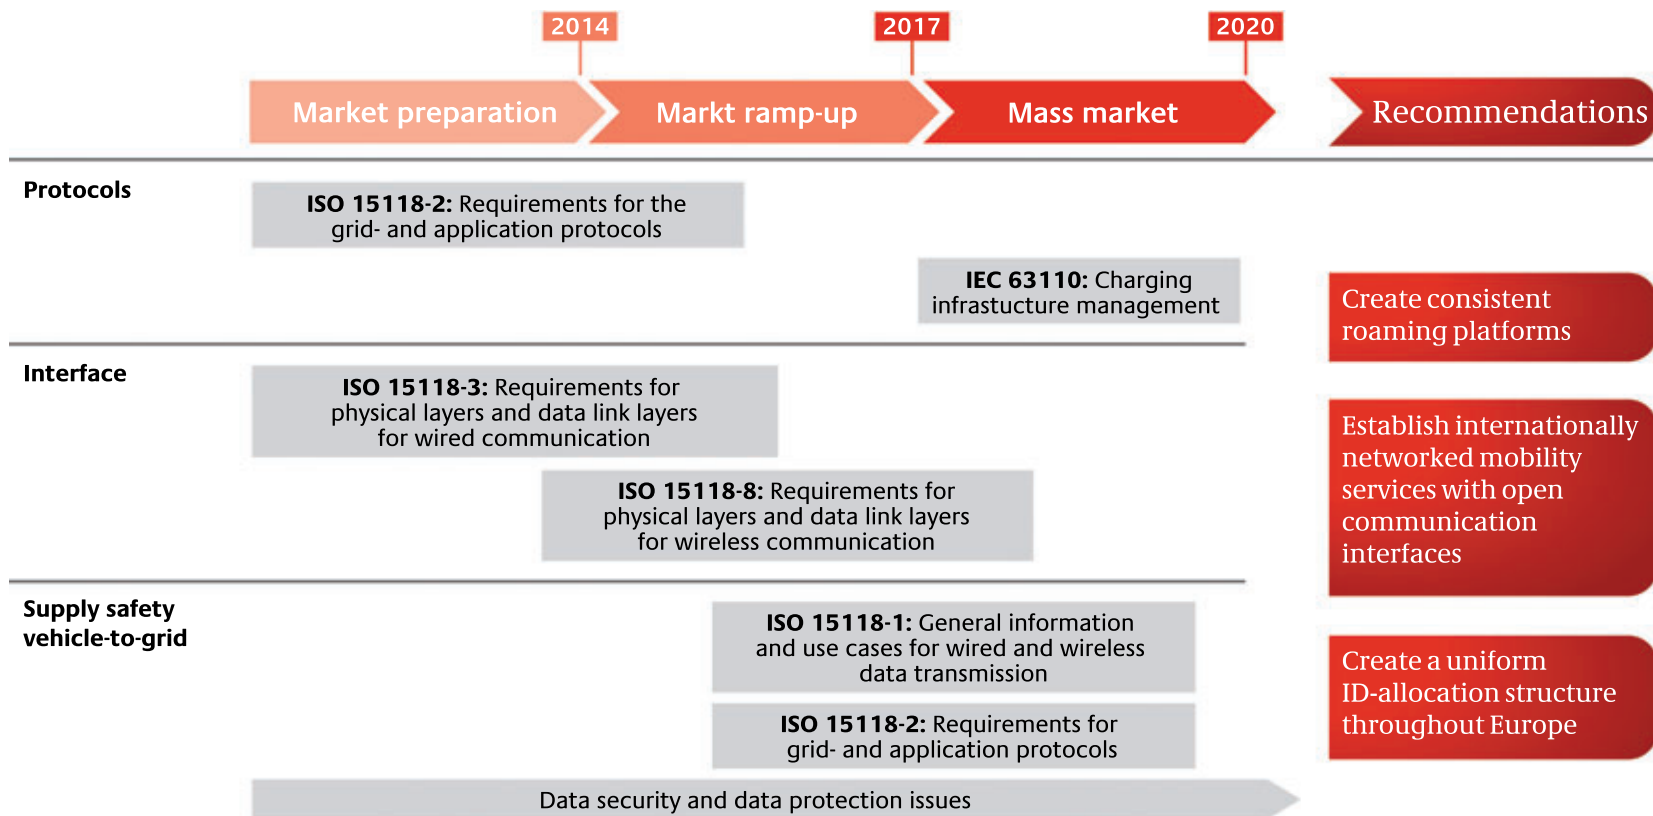 2014
2017
2020
Market preparation
Markt ramp-up
Mass market
Recommendations
Protocols
ISO 15118-2: Requirements for the
grid- and application protocols
IEC 63110: Charging
infrastucture management
Create consistent
roaming platforms
Interface
ISO 15118-3: Requirements for
physical layers and data link layers
for wired communication
ISO 15118-8: Requirements for
physical layers and data link layers
for wireless communication
Establish internationally
networked mobility
services with open
communication
interfaces
Supply safety
vehicle-to-grid
ISO 15118-1: General information
and use cases for wired and wireless
data transmission
ISO 15118-2: Requirements for
grid- and application protocols
Create a uniform
ID-allocation structure
throughout Europe
Data security and data protection issues